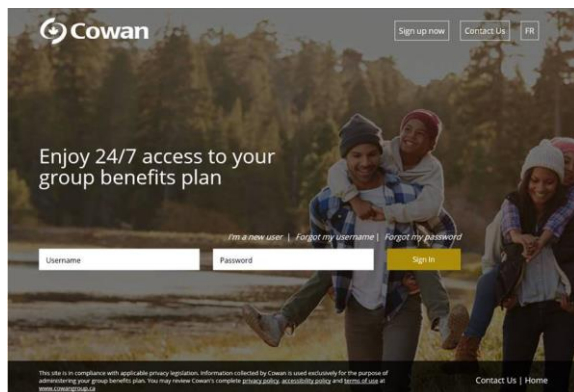 Cowan
Sign up now
Contact Us
FR
Enjoy 24/7 access to your
group benefits plan
I'm a new user | Forgot my username | Forgot my password
Username
Password
Sign In
This site is in compliance with applicable privacy legislation. Information collected by Cowan is used exclusively for the purpose of
administering your group benefits plan. You may review Cowan's complete privacy policy, accessibility policy and terms of use at
www.cowangroup.ca
Contact Us | Home